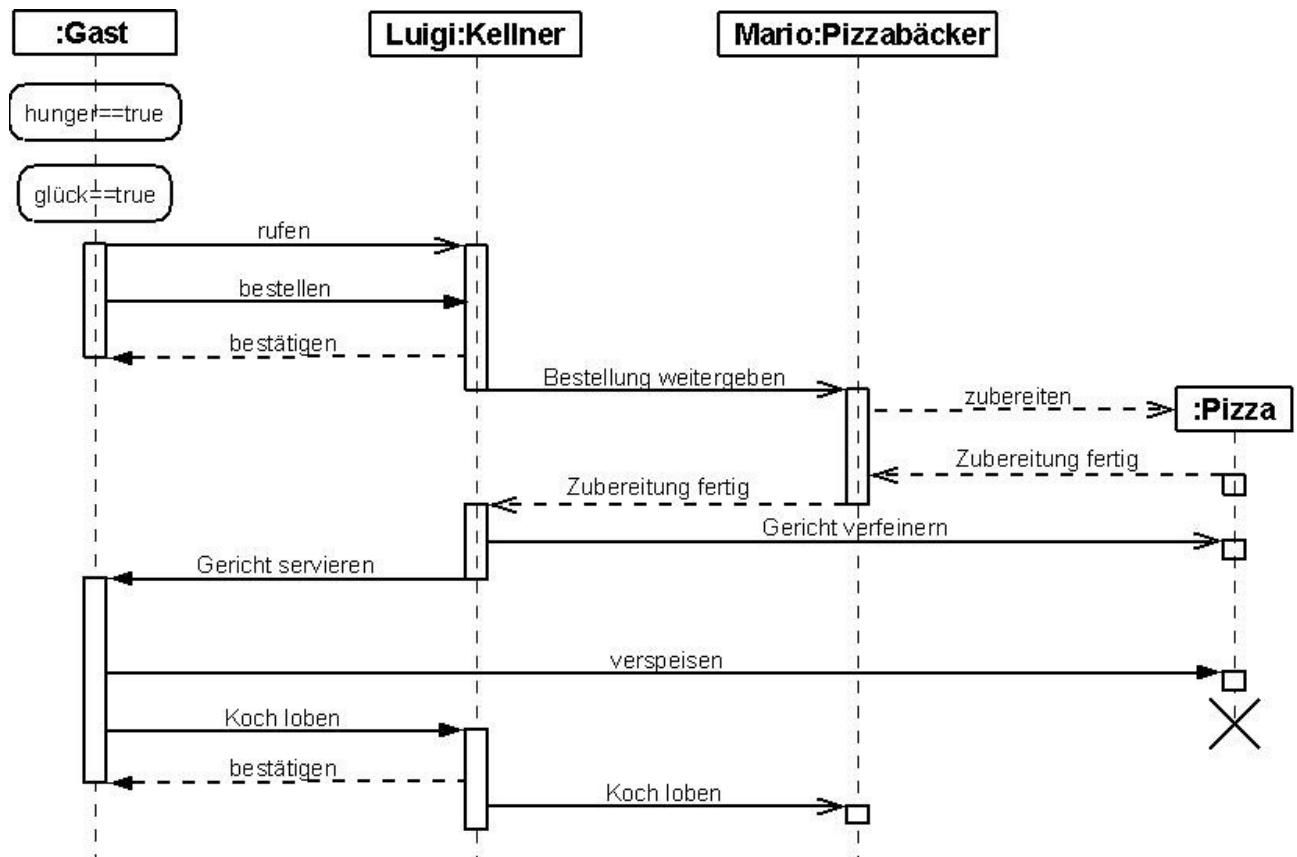 :Gast
Luigi:Kellner
Mario:Pizzabäcker
hunger==true
glück==true
rufen
bestellen
bestätigen
Bestellung weitergeben
zubereiten
:Pizza
Zubereitung fertig
Zubereitung fertig
Gericht verfeinern
Gericht servieren
verspeisen
Koch loben
bestätigen
Koch loben